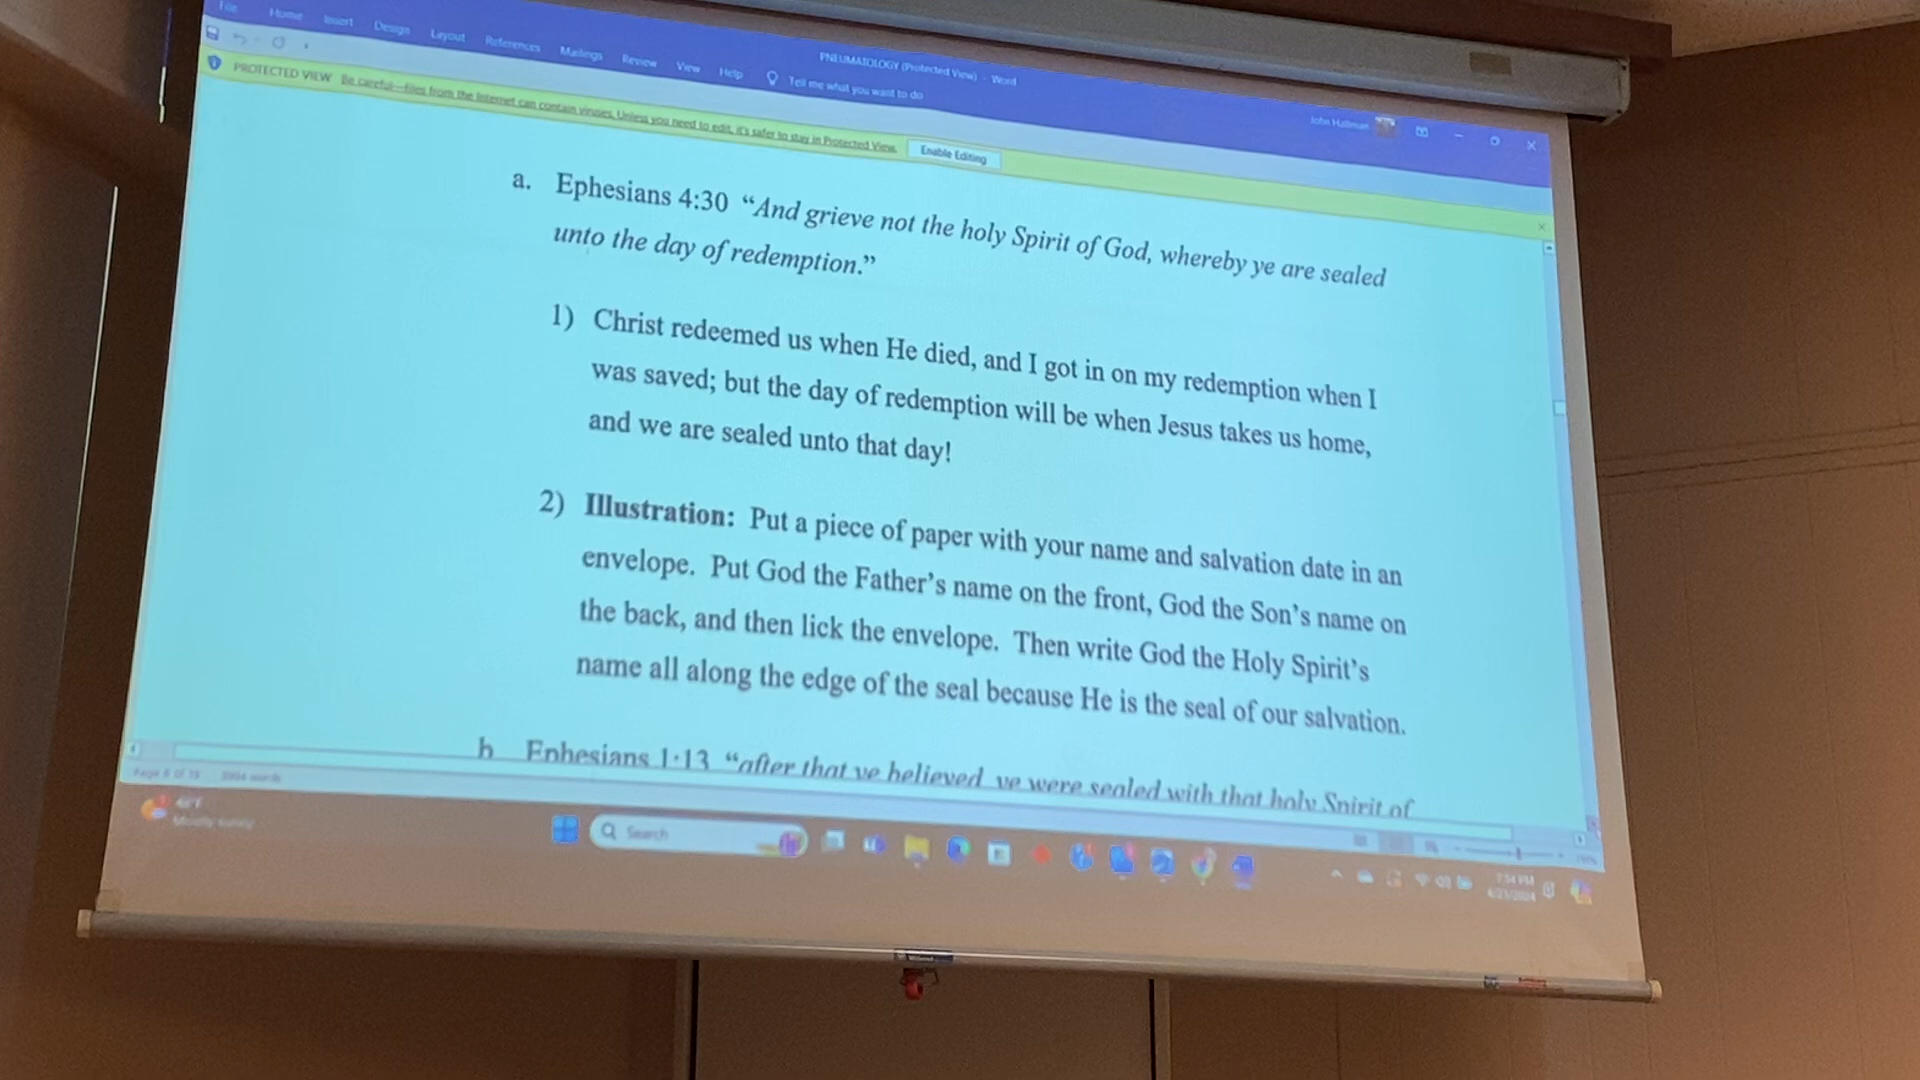 File Home Insert Design Layout References Mailings Review View Help Tell me what you want to do
PNEUMATOLOGY (Protected View) - Word
John Hallman
PROTECTED VIEW Be careful—files from the Internet can contain viruses. Unless you need to edit, it's safer to stay in Protected View. Enable Editing
a. Ephesians 4:30 “And grieve not the holy Spirit of God, whereby ye are sealed
unto the day of redemption.”
1) Christ redeemed us when He died, and I got in on my redemption when I
was saved; but the day of redemption will be when Jesus takes us home,
and we are sealed unto that day!
2) Illustration: Put a piece of paper with your name and salvation date in an
envelope. Put God the Father’s name on the front, God the Son’s name on
the back, and then lick the envelope. Then write God the Holy Spirit’s
name all along the edge of the seal because He is the seal of our salvation.
b Ephesians 1:13 “after that ye believed ye were sealed with that holy Spirit of
Mostly sunny
Search
7:54 PM